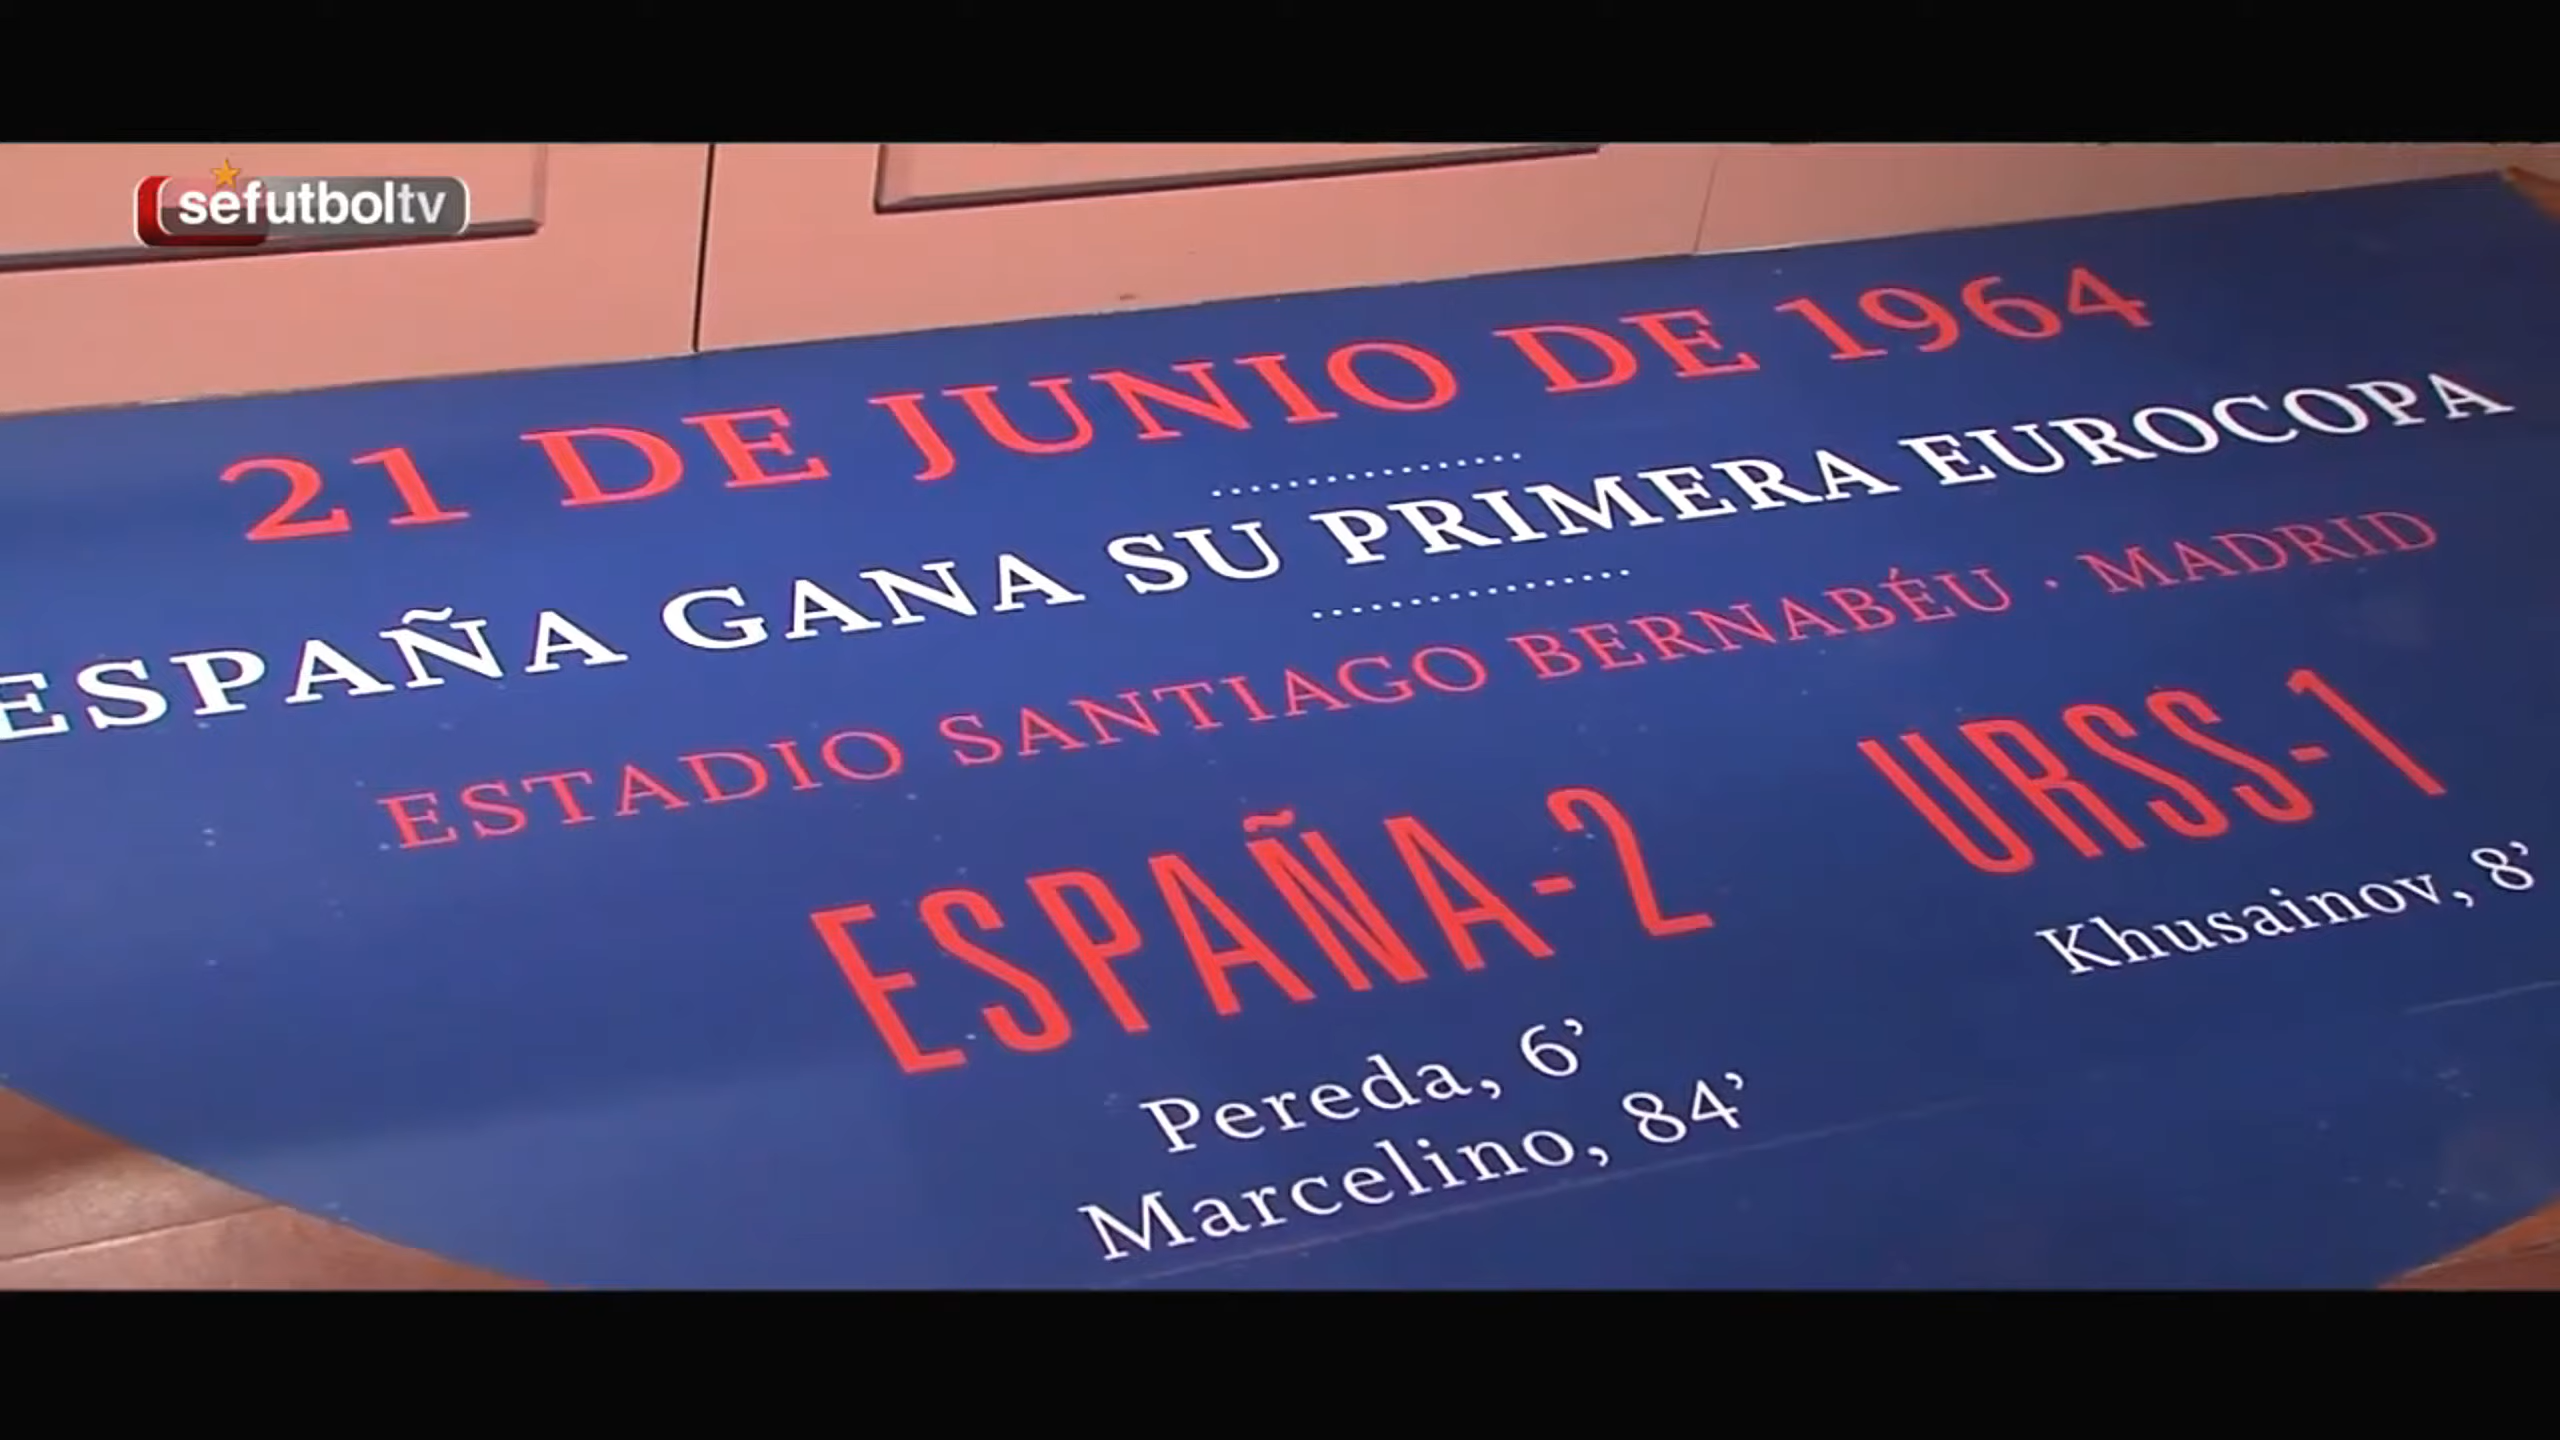 sefutboltv
21 DE JUNIO DE 1964
ESPAÑA GANA SU PRIMERA EUROCOPA
ESTADIO SANTIAGO BERNABÉU · MADRID
ESPAÑA-2 URSS-1
Pereda, 6’ Khusainov, 8’
Marcelino, 84’